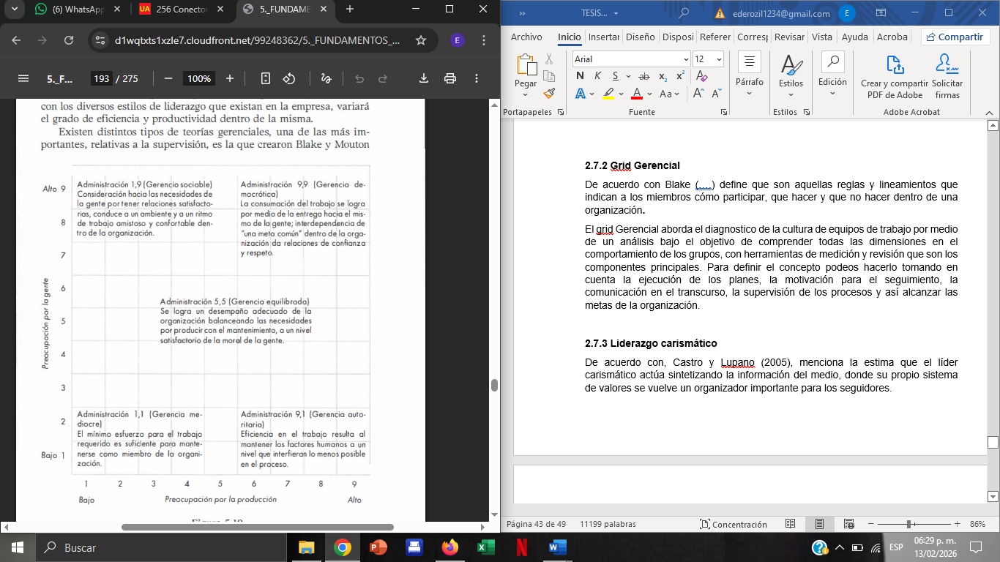 (6) WhatsApp
256 Conector
5._FUNDAME
d1wqtxts1xzle7.cloudfront.net/99248362/5._FUNDAMENTOS_...
E
5._F...
193 / 275
100%
con los diversos estilos de liderazgo que existan en la empresa, variará
el grado de eficiencia y productividad dentro de la misma.
Existen distintos tipos de teorías gerenciales, una de las más im-
portantes, relativas a la supervisión, es la que crearon Blake y Mouton
Alto 9
8
7
6
5
4
3
2
Bajo 1
Preocupación por la gente
Administración 1,9 (Gerencio sociable)
Consideración hacia las necesidades de
la gente por tener relaciones satisfacto-
rias, conduce a un ambiente y a un ritmo
de trabajo amistoso y confortable den-
tro de la organización.
Administración 9,9 (Gerencia de-
mocrótica)
La consumación del trabajo se logra
por medio de la entrega hacia el mis-
mo de la gente; interdependencia de
“una meta común” dentro de la orga-
nización da relaciones de confianza
y respeto.
Administración 5,5 (Gerencia equilibrada)
Se logra un desempaño adecuado de la
organización balanceando las necesidades
por producir con el mantenimiento, a un nivel
satisfactorio de la moral de la gente.
Administración 1,1 (Gerencia me-
diocre)
El mínimo esfuerzo para el trabajo
requerido es suficiente para mante-
nerse como miembro de la organi-
zación.
Administración 9,1 (Gerencia auto-
ritaria)
Eficiencia en el trabajo resulta al
mantener los factores humanos a un
nivel que interfieran lo menos posible
en el proceso.
1 2 3 4 5 6 7 8 9
Bajo Preocupación por la producción Alto
TESIS...
ederozil1234@gmail.com
E
Archivo Inicio Insertar Diseño Disposi Referer Corresp Revisar Vista Ayuda Acroba
Compartir
Pegar
Arial
12
N K S ab x₂ x²
A A Aa A A
Párrafo
Estilos
Edición
Crear y compartir
PDF de Adobe
Solicitar
firmas
Portapapeles
Fuente
Estilos
Adobe Acrobat
2.7.2 Grid Gerencial
De acuerdo con Blake (....) define que son aquellas reglas y lineamientos que
indican a los miembros cómo participar, que hacer y que no hacer dentro de una
organización.
El grid Gerencial aborda el diagnostico de la cultura de equipos de trabajo por medio
de un análisis bajo el objetivo de comprender todas las dimensiones en el
comportamiento de los grupos, con herramientas de medición y revisión que son los
componentes principales. Para definir el concepto podeos hacerlo tomando en
cuenta la ejecución de los planes, la motivación para el seguimiento, la
comunicación en el transcurso, la supervisión de los procesos y así alcanzar las
metas de la organización.
2.7.3 Liderazgo carismático
De acuerdo con, Castro y Lupano (2005), menciona la estima que el líder
carismático actúa sintetizando la información del medio, donde su propio sistema
de valores se vuelve un organizador importante para los seguidores.
Página 43 de 49 11199 palabras
Concentración
86%
Buscar
ESP
06:29 p. m.
13/02/2026